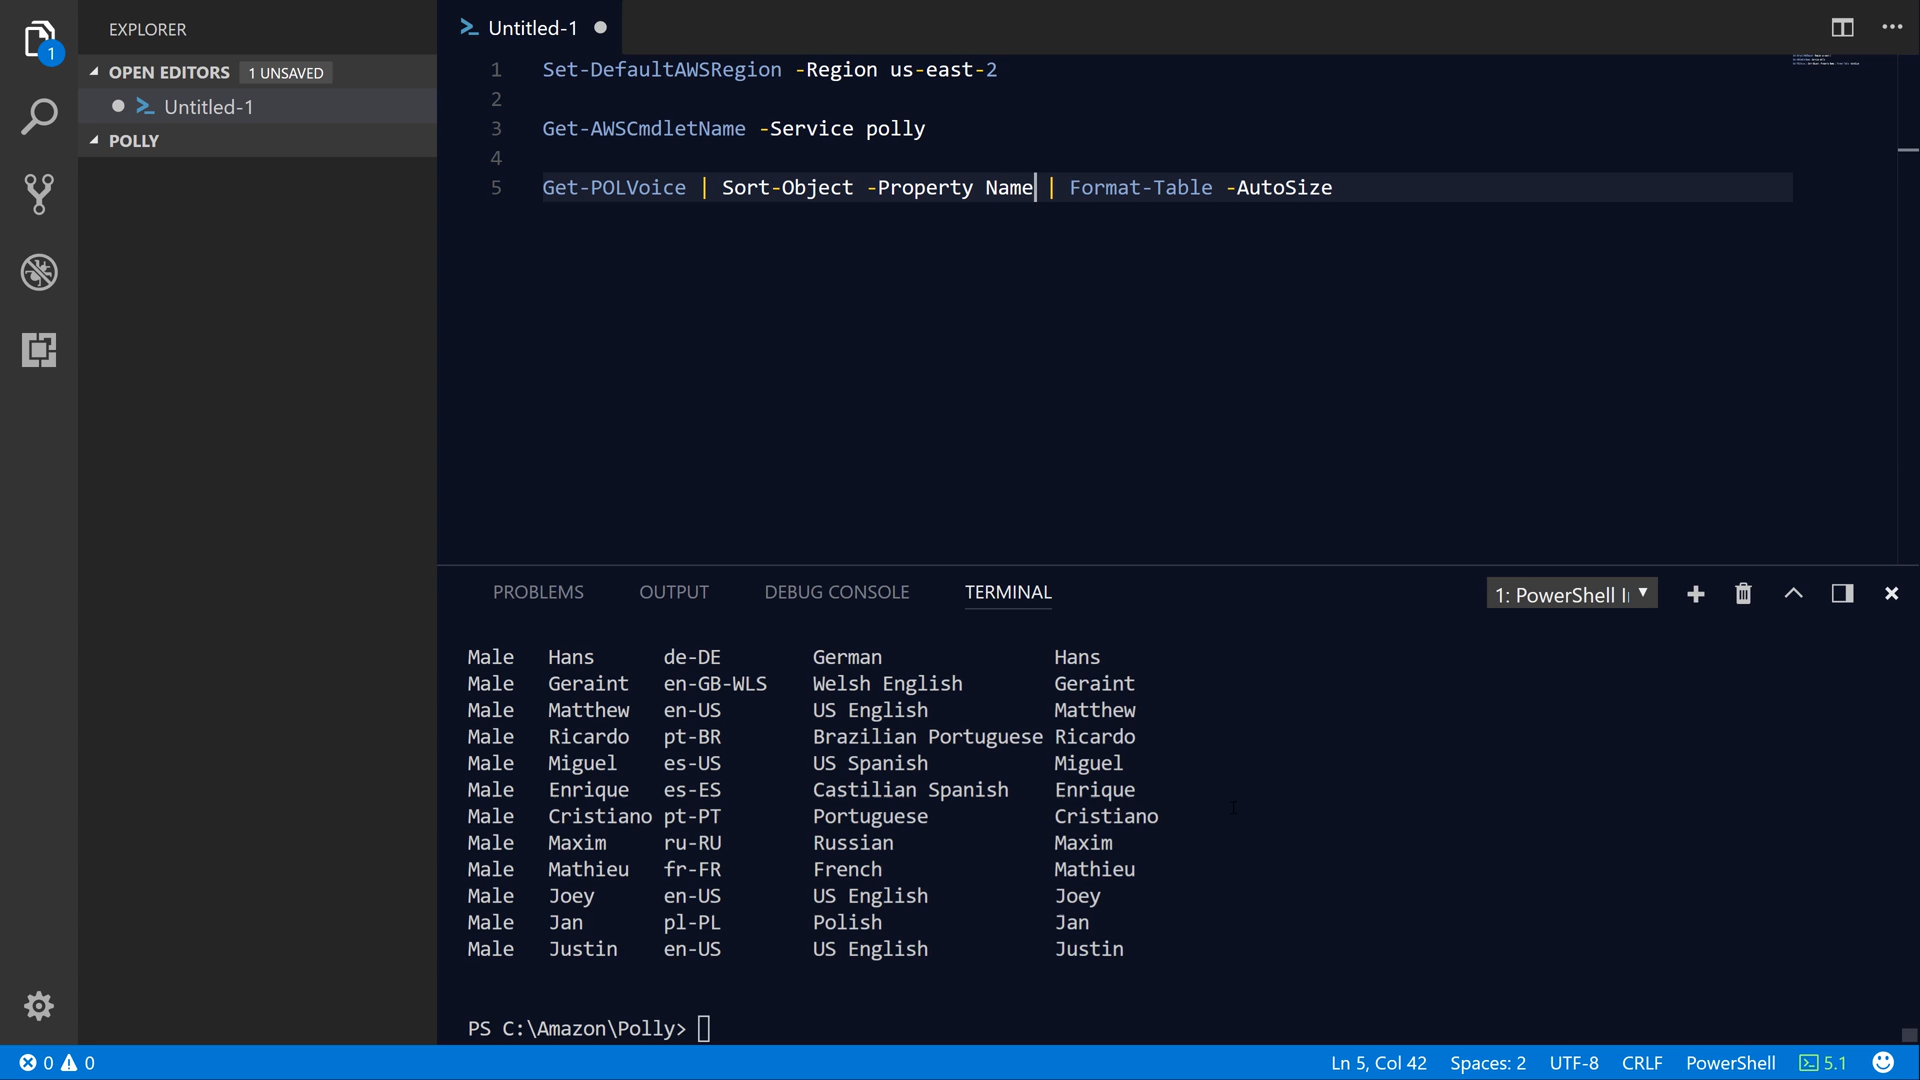 EXPLORER
OPEN EDITORS 1 UNSAVED
Untitled-1
POLLY
1
Untitled-1
1 Set-DefaultAWSRegion -Region us-east-2
2
3 Get-AWSCmdletName -Service polly
4
5 Get-POLVoice | Sort-Object -Property Name | Format-Table -AutoSize
PROBLEMS OUTPUT DEBUG CONSOLE TERMINAL 1: PowerShell
Male Hans de-DE German Hans
Male Geraint en-GB-WLS Welsh English Geraint
Male Matthew en-US US English Matthew
Male Ricardo pt-BR Brazilian Portuguese Ricardo
Male Miguel es-US US Spanish Miguel
Male Enrique es-ES Castilian Spanish Enrique
Male Cristiano pt-PT Portuguese Cristiano
Male Maxim ru-RU Russian Maxim
Male Mathieu fr-FR French Mathieu
Male Joey en-US US English Joey
Male Jan pl-PL Polish Jan
Male Justin en-US US English Justin
PS C:\Amazon\Polly>
0 0 Ln 5, Col 42 Spaces: 2 UTF-8 CRLF PowerShell 5.1